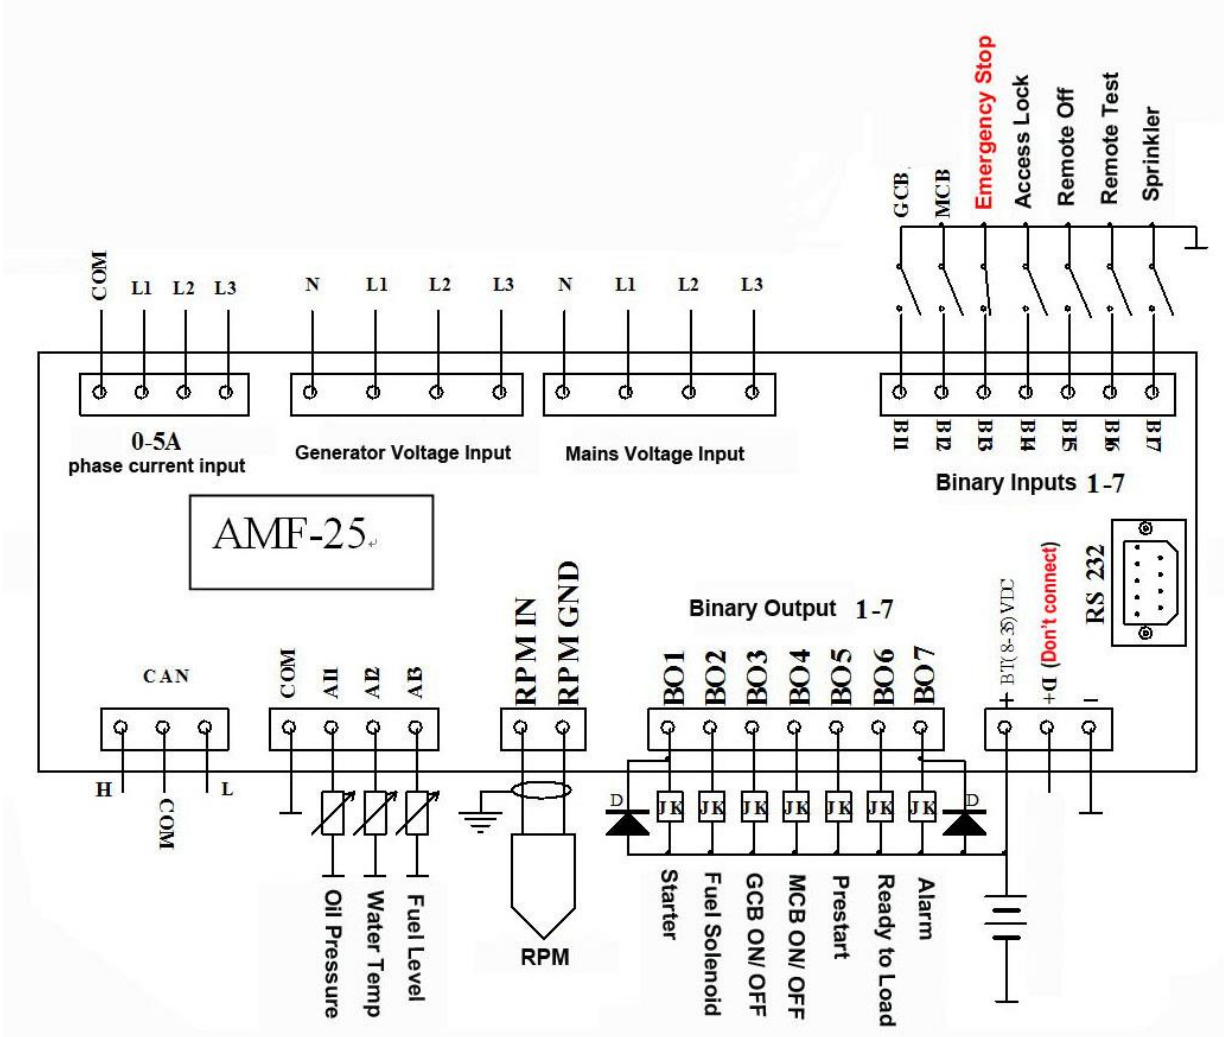 GCB
MCB
Emergency Stop
Access Lock
Remote Off
Remote Test
Sprinkler
COM
L1
L2
L3
N
L1
L2
L3
N
L1
L2
L3
0-5A
phase current input
Generator Voltage Input
Mains Voltage Input
BI1
BI2
BI3
BI4
BI5
BI6
BI7
Binary Inputs 1-7
AMF-25
RS 232
CAN
COM
AI1
AI2
AI3
RPM IN
RPM GND
Binary Output 1-7
BO1
BO2
BO3
BO4
BO5
BO6
BO7
+ BT(8-35)VDC
+D (Don't connect)
−
H
COM
L
D
JK
JK
JK
JK
JK
JK
JK
D
Oil Pressure
Water Temp
Fuel Level
RPM
Starter
Fuel Solenoid
GCB ON/ OFF
MCB ON/ OFF
Prestart
Ready to Load
Alarm